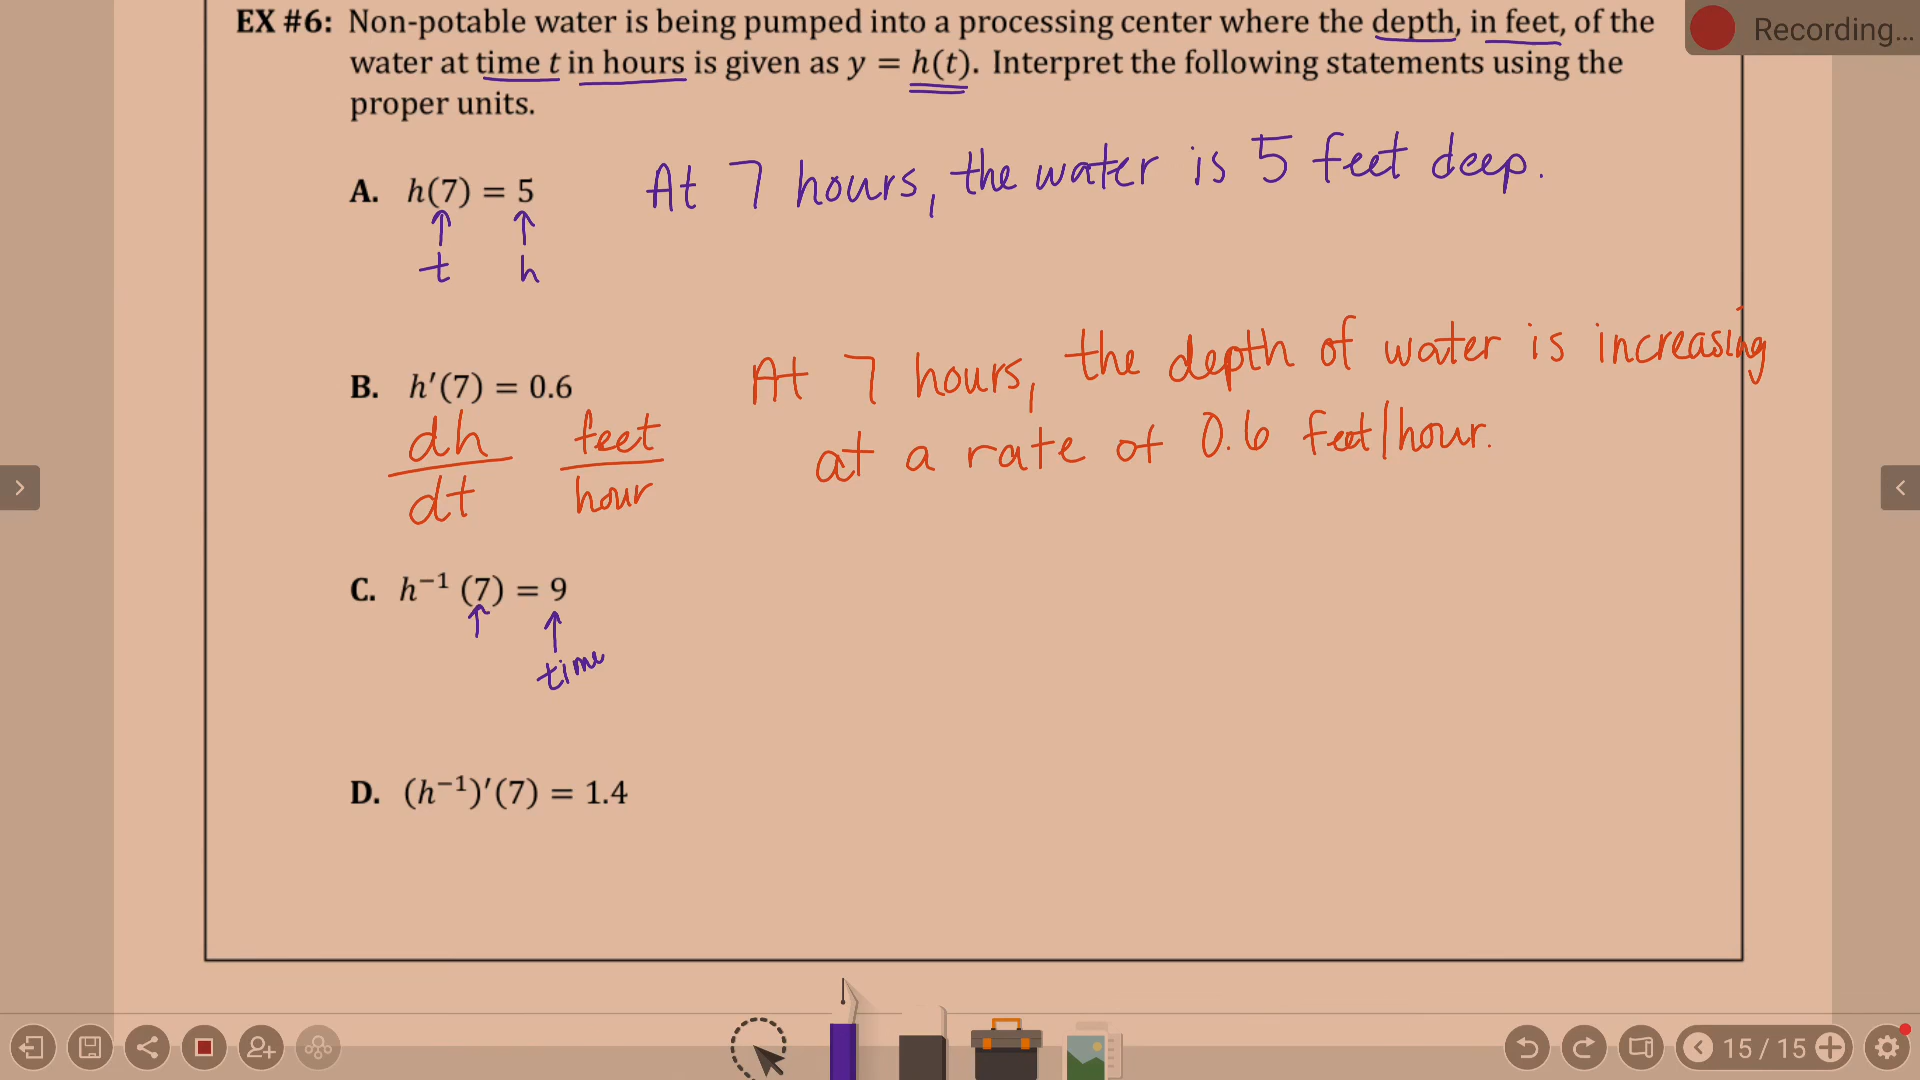 EX #6: Non-potable water is being pumped into a processing center where the depth, in feet, of the
water at time t in hours is given as y = h(t). Interpret the following statements using the
proper units.
Recording...
A. h(7) = 5
At 7 hours, the water is 5 feet deep.
t h
B. h′(7) = 0.6
At 7 hours, the depth of water is increasing
at a rate of 0.6 feet/hour.
dh feet
dt hour
C. h⁻¹ (7) = 9
time
D. (h⁻¹)′(7) = 1.4
15 / 15